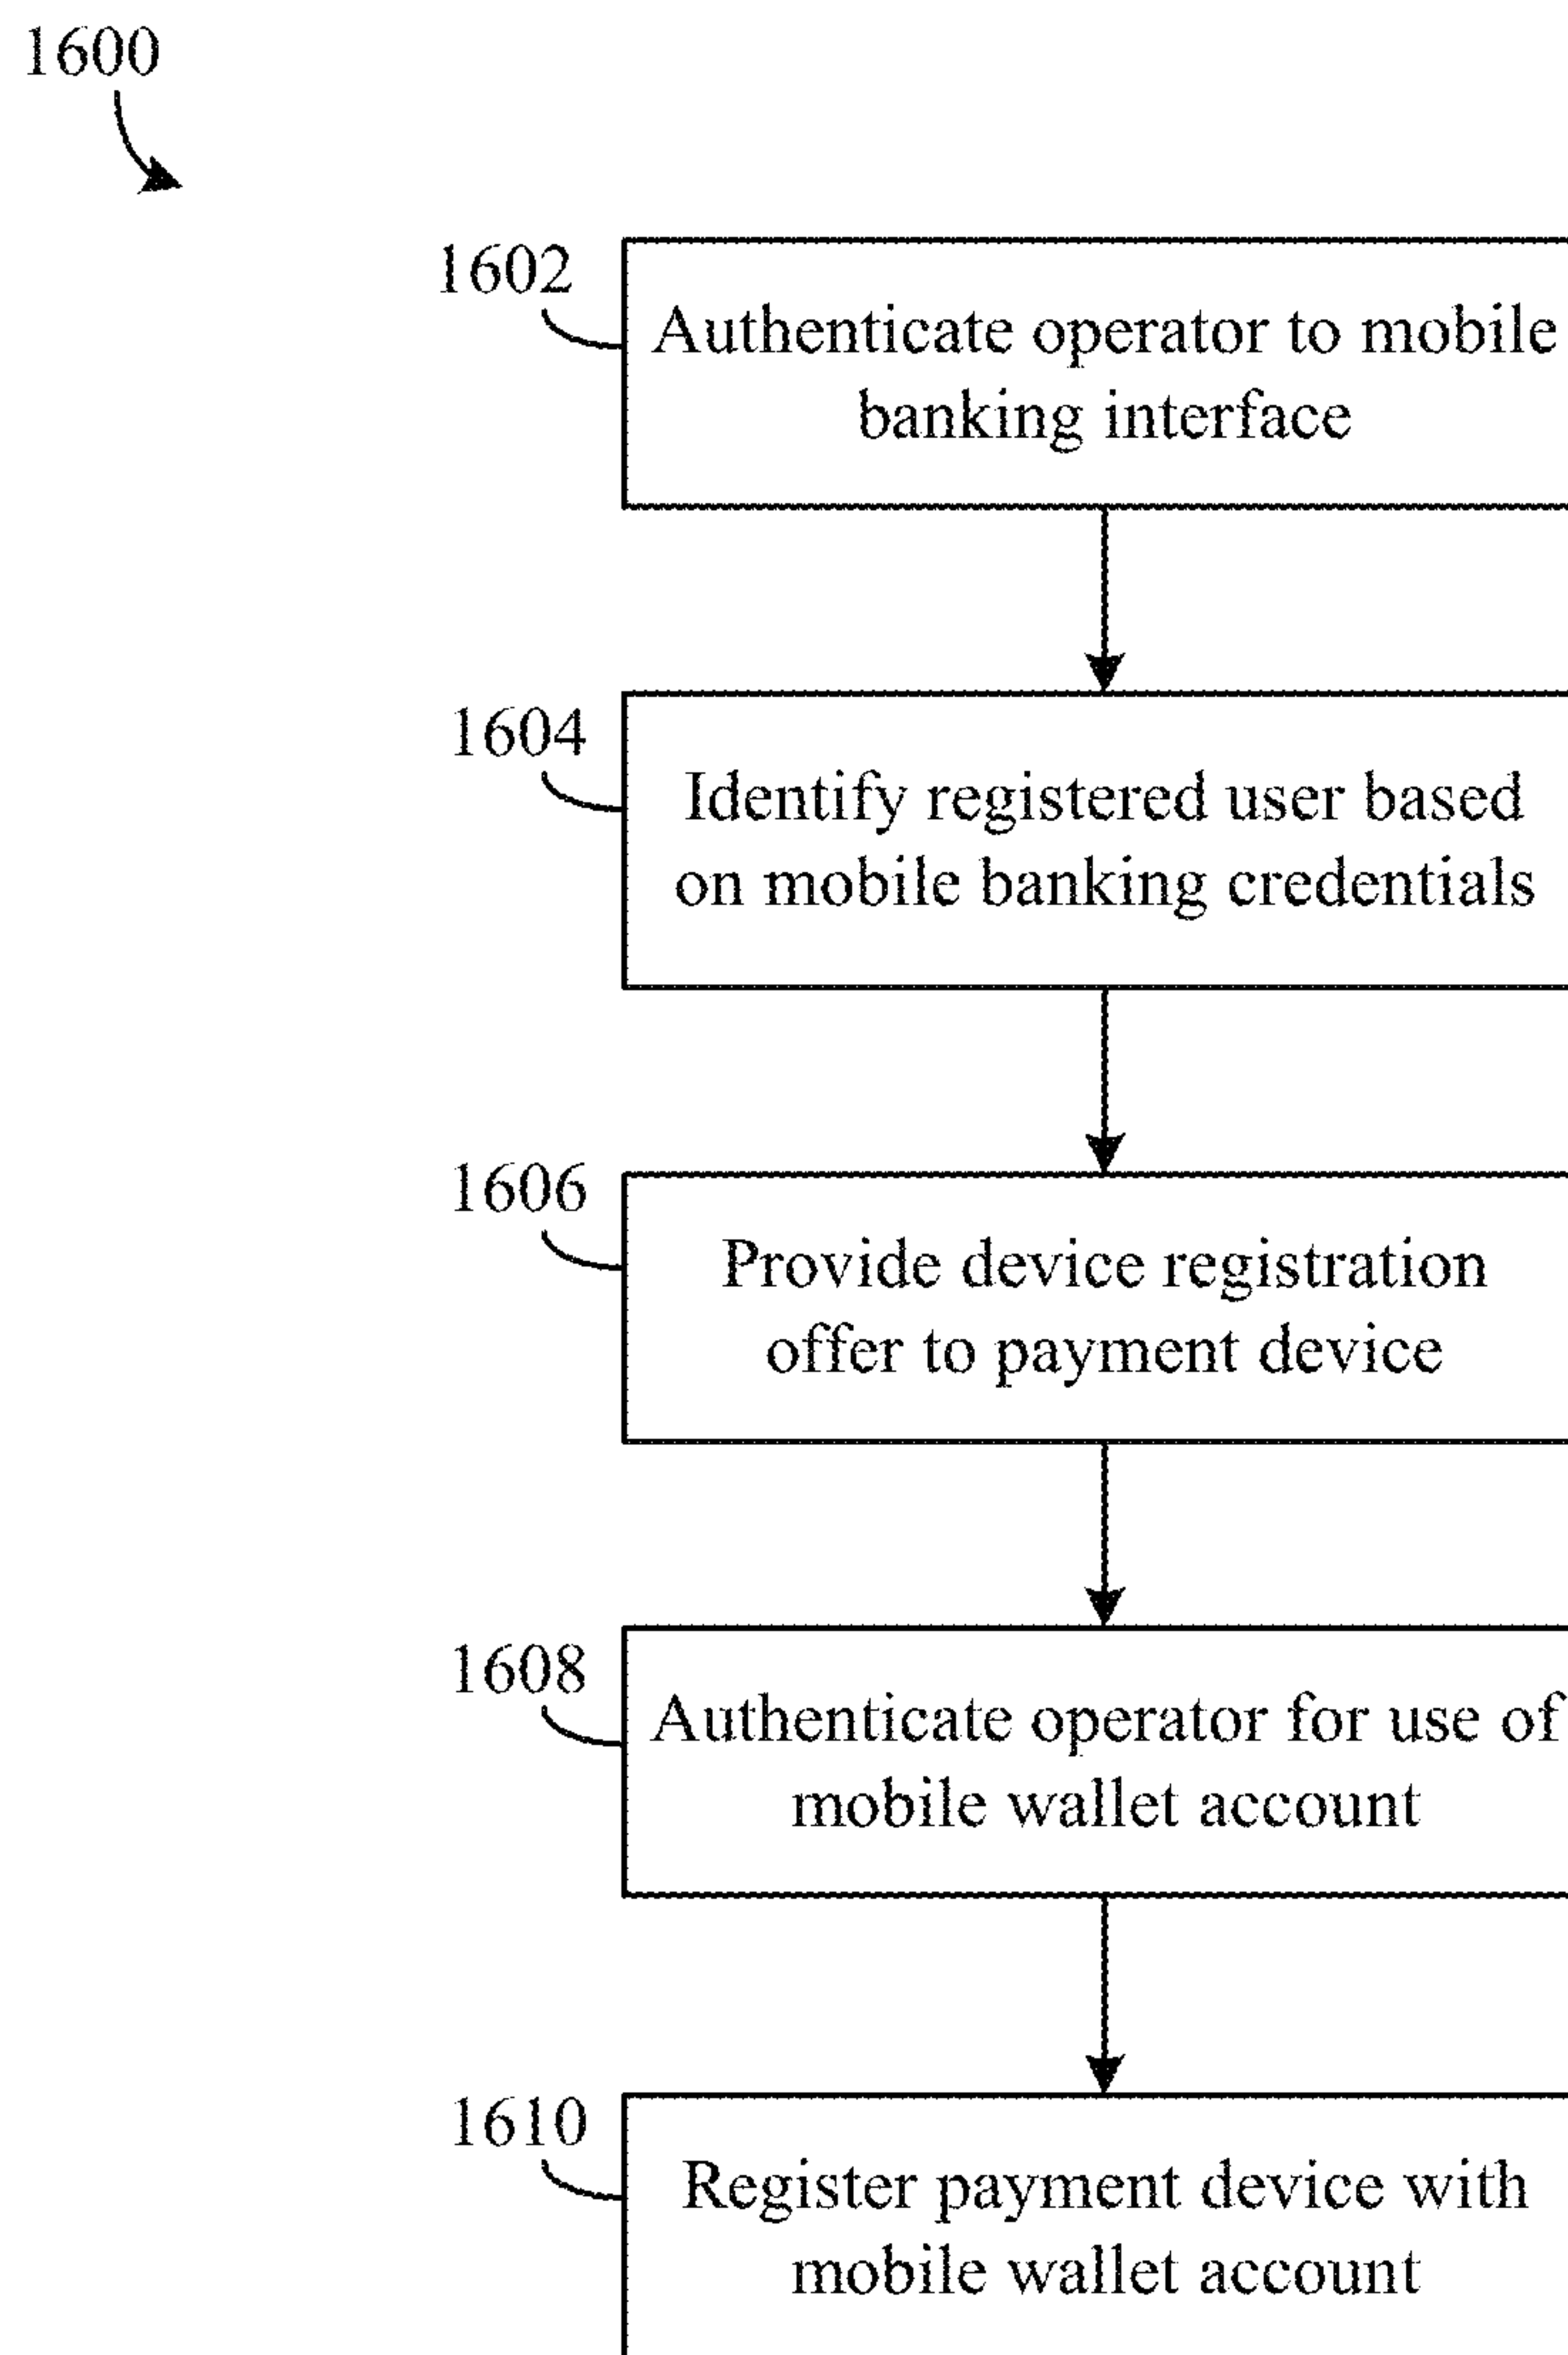 1600
1602
Authenticate operator to mobile
banking interface
1604
Identify registered user based
on mobile banking credentials
1606
Provide device registration
offer to payment device
1608
Authenticate operator for use of
mobile wallet account
1610
Register payment device with
mobile wallet account